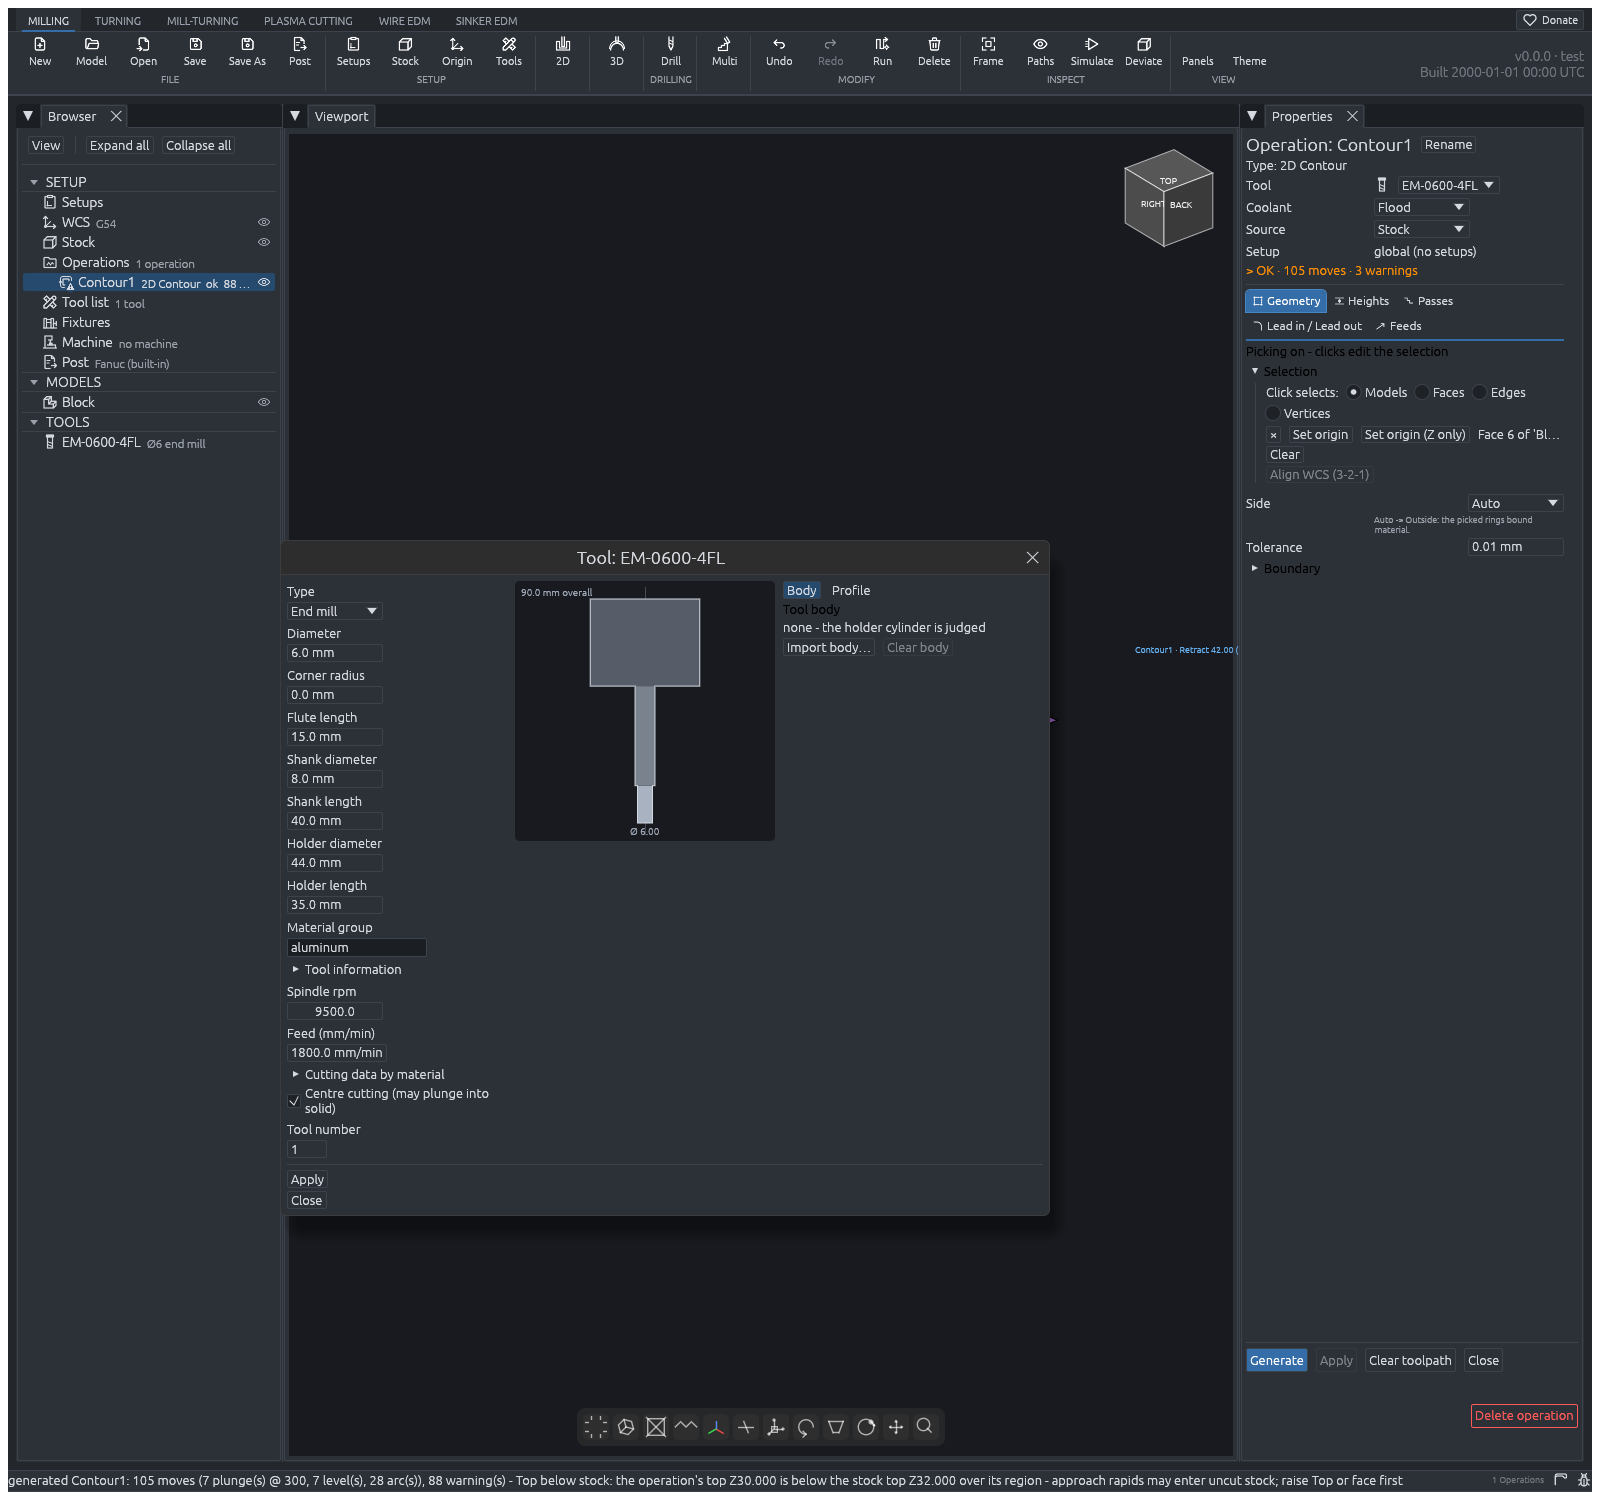 MILLING TURNING MILL-TURNING PLASMA CUTTING WIRE EDM SINKER EDM Donate
New Model Open Save Save As Post Setups Stock Origin Tools 2D 3D Drill Multi Undo Redo Run Delete Frame Paths Simulate Deviate Panels Theme
FILE SETUP DRILLING MODIFY INSPECT VIEW
v0.0.0 · test
Built 2000-01-01 00:00 UTC
Browser
View Expand all Collapse all
SETUP
Setups
WCS G54
Stock
Operations 1 operation
Contour1 2D Contour ok 88 ...
Tool list 1 tool
Fixtures
Machine no machine
Post Fanuc (built-in)
MODELS
Block
TOOLS
EM-0600-4FL Ø6 end mill
Viewport
TOP
RIGHT BACK
Contour1 · Retract 42.00 (
Tool: EM-0600-4FL
Type
End mill
Diameter
6.0 mm
Corner radius
0.0 mm
Flute length
15.0 mm
Shank diameter
8.0 mm
Shank length
40.0 mm
Holder diameter
44.0 mm
Holder length
35.0 mm
Material group
aluminum
Tool information
Spindle rpm
9500.0
Feed (mm/min)
1800.0 mm/min
Cutting data by material
Centre cutting (may plunge into
solid)
Tool number
1
Apply
Close
90.0 mm overall
Ø 6.00
Body Profile
Tool body
none - the holder cylinder is judged
Import body... Clear body
Properties
Operation: Contour1 Rename
Type: 2D Contour
Tool EM-0600-4FL
Coolant Flood
Source Stock
Setup global (no setups)
> OK · 105 moves · 3 warnings
Geometry Heights Passes
Lead in / Lead out Feeds
Picking on - clicks edit the selection
Selection
Click selects: Models Faces Edges
Vertices
× Set origin Set origin (Z only) Face 6 of 'Bl...
Clear
Align WCS (3-2-1)
Side Auto
Auto -> Outside: the picked rings bound
material.
Tolerance 0.01 mm
Boundary
Generate Apply Clear toolpath Close
Delete operation
generated Contour1: 105 moves (7 plunge(s) @ 300, 7 level(s), 28 arc(s)), 88 warning(s) - Top below stock: the operation's top Z30.000 is below the stock top Z32.000 over its region - approach rapids may enter uncut stock; raise Top or face first
1 Operations